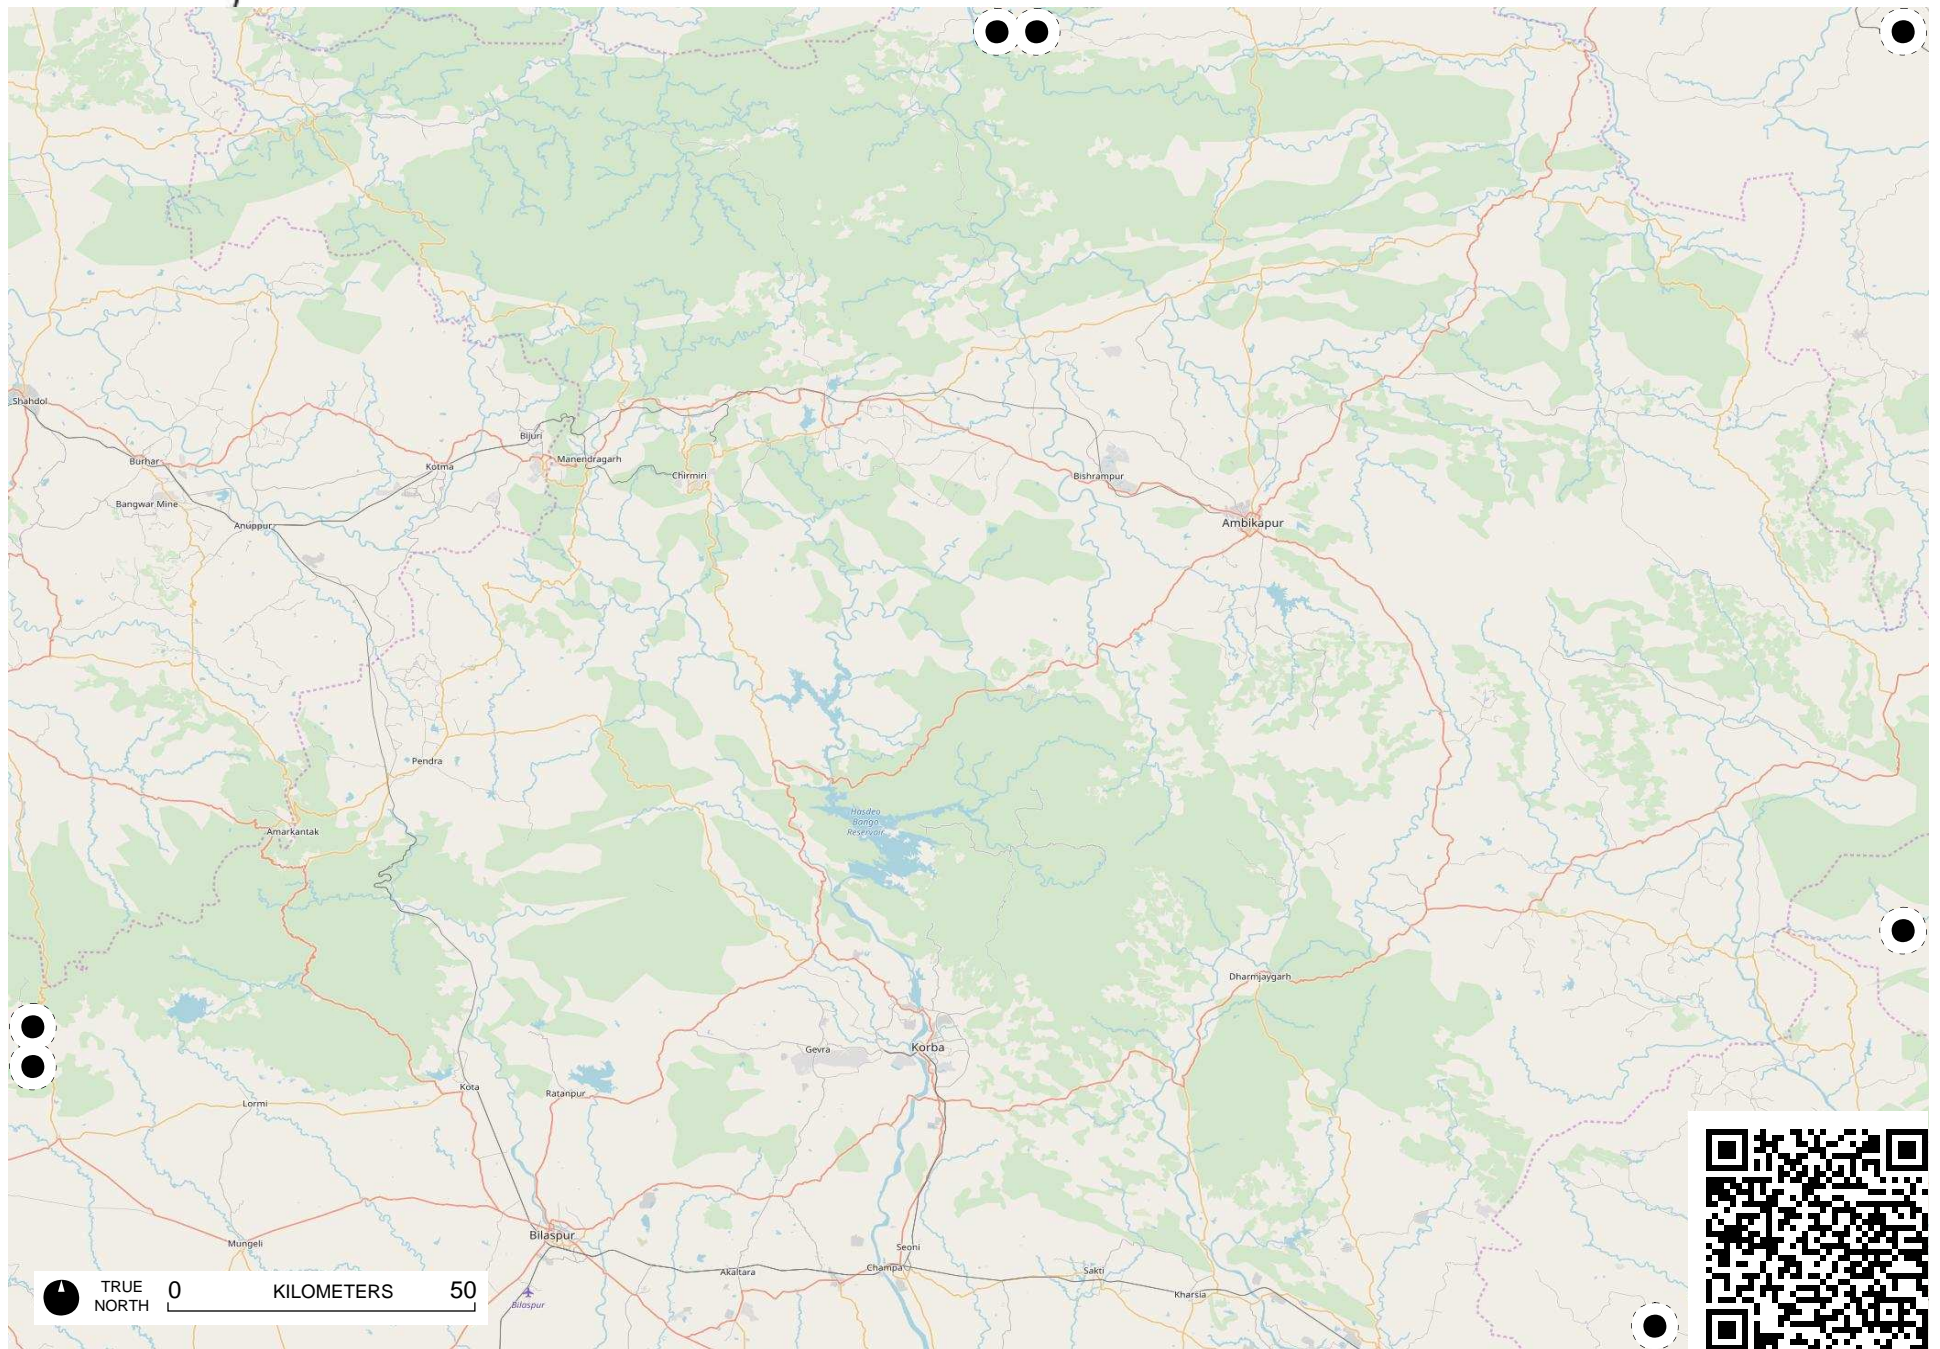 Shahdol
Bijuri
Burhar
Kotma
Manendragarh
Chirmiri
Bishrampur
Bangwar Mine
Anuppur
Ambikapur
Pendra
Hasdeo
Bango
Reservoir
Amarkantak
Dharmjaygarh
Gevra
Korba
Kota
Ratanpur
Lormi
Bilaspur
Mungeli
Seoni
Champa
Akaltara
Sakti
Kharsia
Bilaspur
TRUE
NORTH
0 KILOMETERS 50